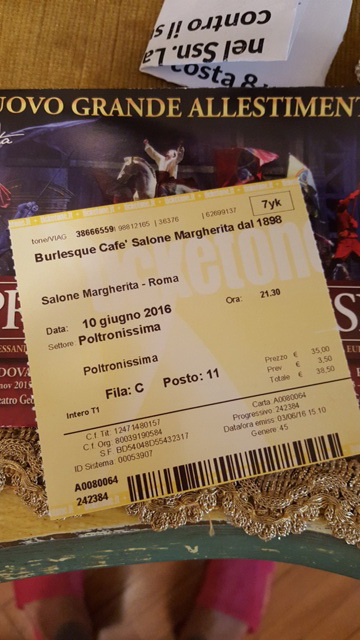 contro il s
nel Ssn. La
costa 8
UOVO GRANDE ALLESTIMENT
7yk
tone/VIAG 38666559 98812165 | 36376 | 62699137
Burlesque Cafe' Salone Margherita dal 1898
Salone Margherita - Roma
Data: 10 giugno 2016 Ora: 21.30
Settore Poltronissima
Poltronissima
Fila: C Posto: 11
Prezzo € 35,00
Prev € 3,50
Totale € 38,50
Intero T1
C.f. Tit. 12471480157
C.f. Org. 80039190584
S.F. BD54048D55432317
ID Sistema 00053907
Carta A0080064
Progressivo 242384
Data/ora emiss 03/06/16 15.10
Genere 45
A0080064
242384